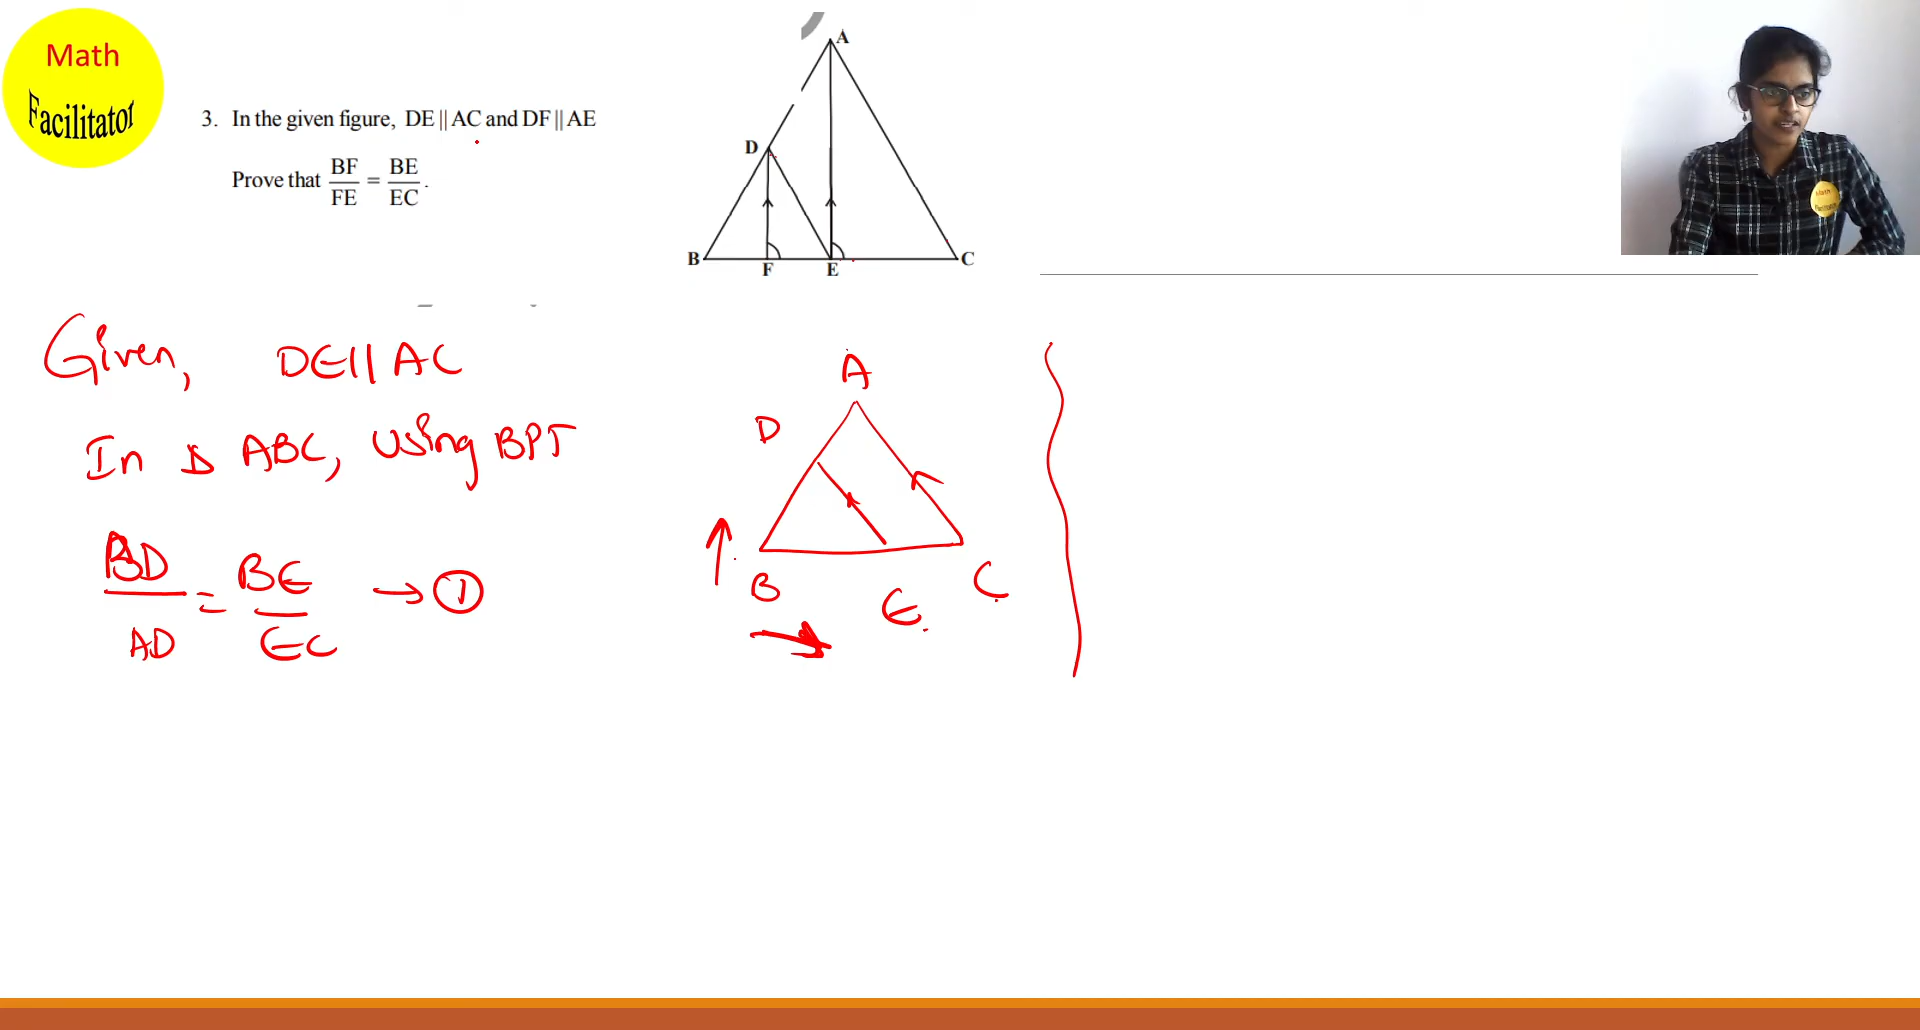 Math
Facilitator
3. In the given figure, DE || AC and DF || AE
Prove that BF/FE = BE/EC.
A
D
B
F
E
C
Math
Given, DE || AC
In Δ ABC, Using BPT
BD/AD = BE/EC → ①
A
D
B
E
C